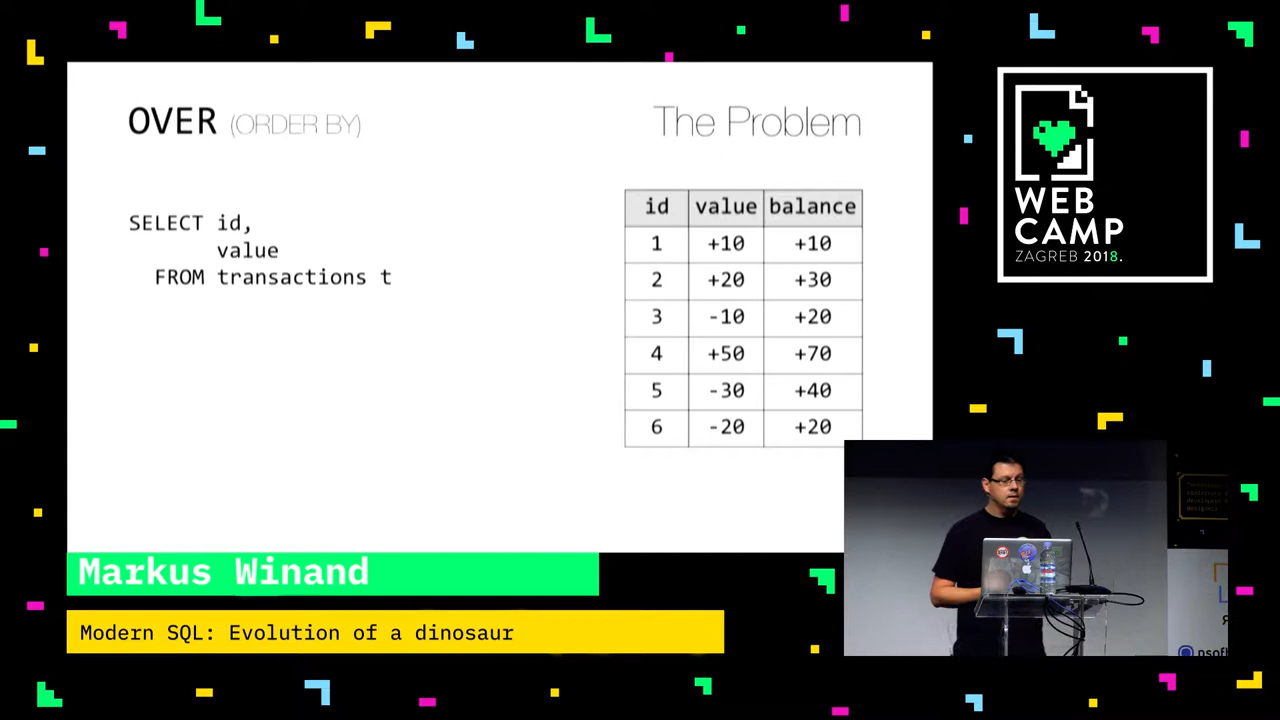 OVER (ORDER BY)
The Problem
SELECT id,
value
FROM transactions t
id value balance
1 +10 +10
2 +20 +30
3 -10 +20
4 +50 +70
5 -30 +40
6 -20 +20
WEB
CAMP
ZAGREB 2018.
Markus Winand
Modern SQL: Evolution of a dinosaur